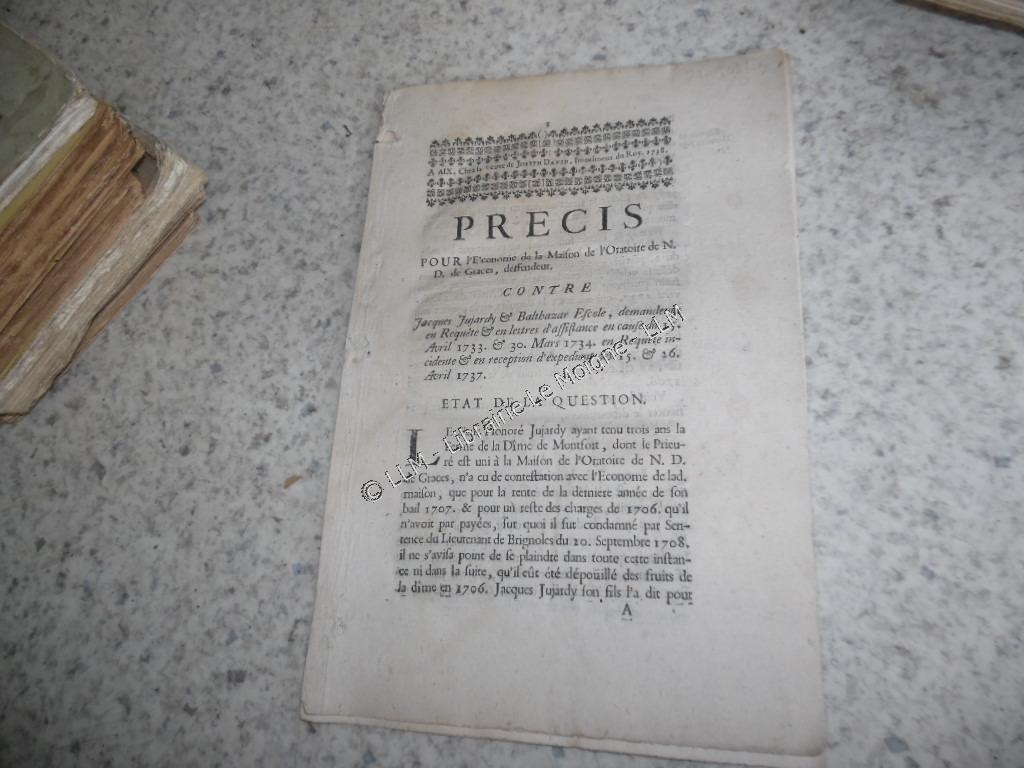 1
A AIX, Chez la veuve de JOSEPH DAVID, Imprimeur du Roy. 1738.
PRECIS
POUR l'Econome de la Maison de l'Oratoire de N.
D. de Graces, deffendeur,
CONTRE
Jacques Jujardy & Balthazar Escole, demandeurs
en Requête & en lettres d'assistance en cause du
Avril 1733. & 30. Mars 1734. en Requête in-
cidente & en reception d'expedient 15. & 26.
Avril 1737.
ETAT DE LA QUESTION.
Honoré Jujardy ayant tenu trois ans la
de la Dîme de Montfort, dont le Prieu-
ré est uni à la Maison de l'Oratoire de N. D.
de Graces, n'a eu de contestation avec l'Econome de lad.
maison, que pour la rente de la derniere année de son
bail 1707. & pour un reste des charges de 1706. qu'il
n'avoit par payées, sur quoi il fut condamné par Sen-
tence du Lieutenant de Brignoles du 20. Septembre 1708.
il ne s'avisa point de se plaindre dans toute cette instan-
ce ni dans la suite, qu'il eût été dépoüillé des fruits de
la dîme en 1706. Jacques Jujardy son fils l'a dit pour
A
© LLM - Librairie Le Moigne - LLM